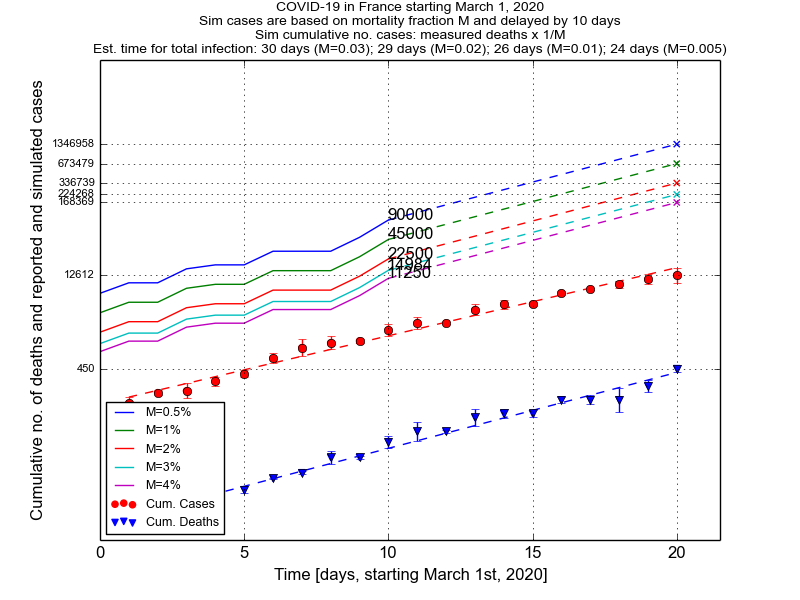 COVID-19 in France starting March 1, 2020
Sim cases are based on mortality fraction M and delayed by 10 days
Sim cumulative no. cases: measured deaths x 1/M
Est. time for total infection: 30 days (M=0.03); 29 days (M=0.02); 26 days (M=0.01); 24 days (M=0.005)
Cumulative no. of deaths and reported and simulated cases
1346958
673479
336739
224268
168369
12612
450
90000
45000
22500
14984
11250
M=0.5%
M=1%
M=2%
M=3%
M=4%
Cum. Cases
Cum. Deaths
0 5 10 15 20
Time [days, starting March 1st, 2020]